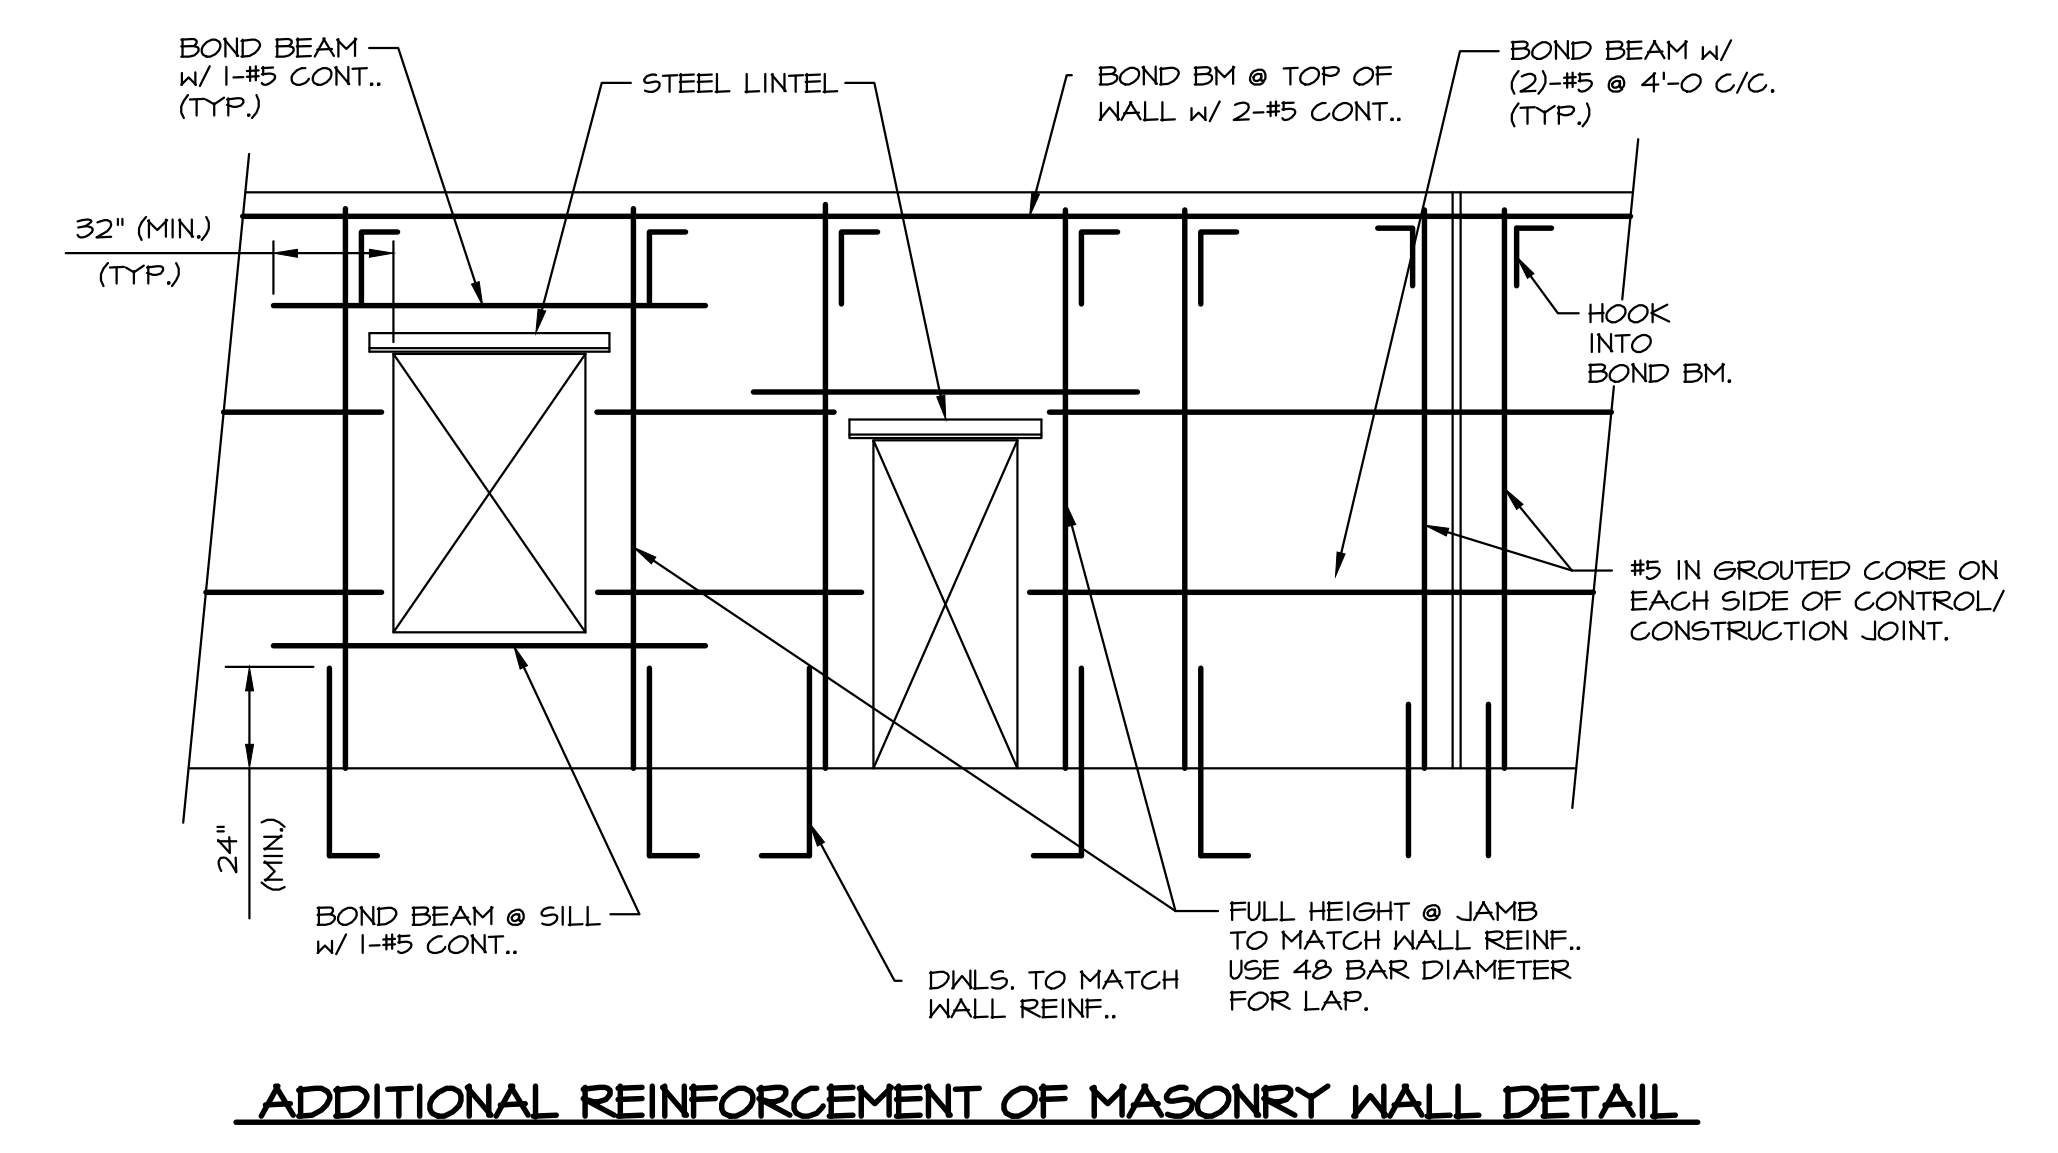 BOND BEAM
w/ 1-#5 CONT..
(TYP.)
STEEL LINTEL
BOND BM @ TOP OF
WALL w/ 2-#5 CONT..
BOND BEAM w/
(2)-#5 @ 4'-0 C/C.
(TYP.)
32" (MIN.)
(TYP.)
HOOK
INTO
BOND BM.
#5 IN GROUTED CORE ON
EACH SIDE OF CONTROL/
CONSTRUCTION JOINT.
24"
(MIN.)
BOND BEAM @ SILL
w/ 1-#5 CONT..
DWLS. TO MATCH
WALL REINF..
FULL HEIGHT @ JAMB
TO MATCH WALL REINF..
USE 48 BAR DIAMETER
FOR LAP.
ADDITIONAL REINFORCEMENT OF MASONRY WALL DETAIL